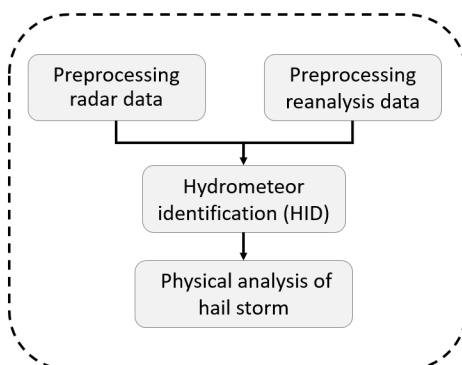 Preprocessing
radar data
Preprocessing
reanalysis data
Hydrometeor
identification (HID)
Physical analysis of
hail storm